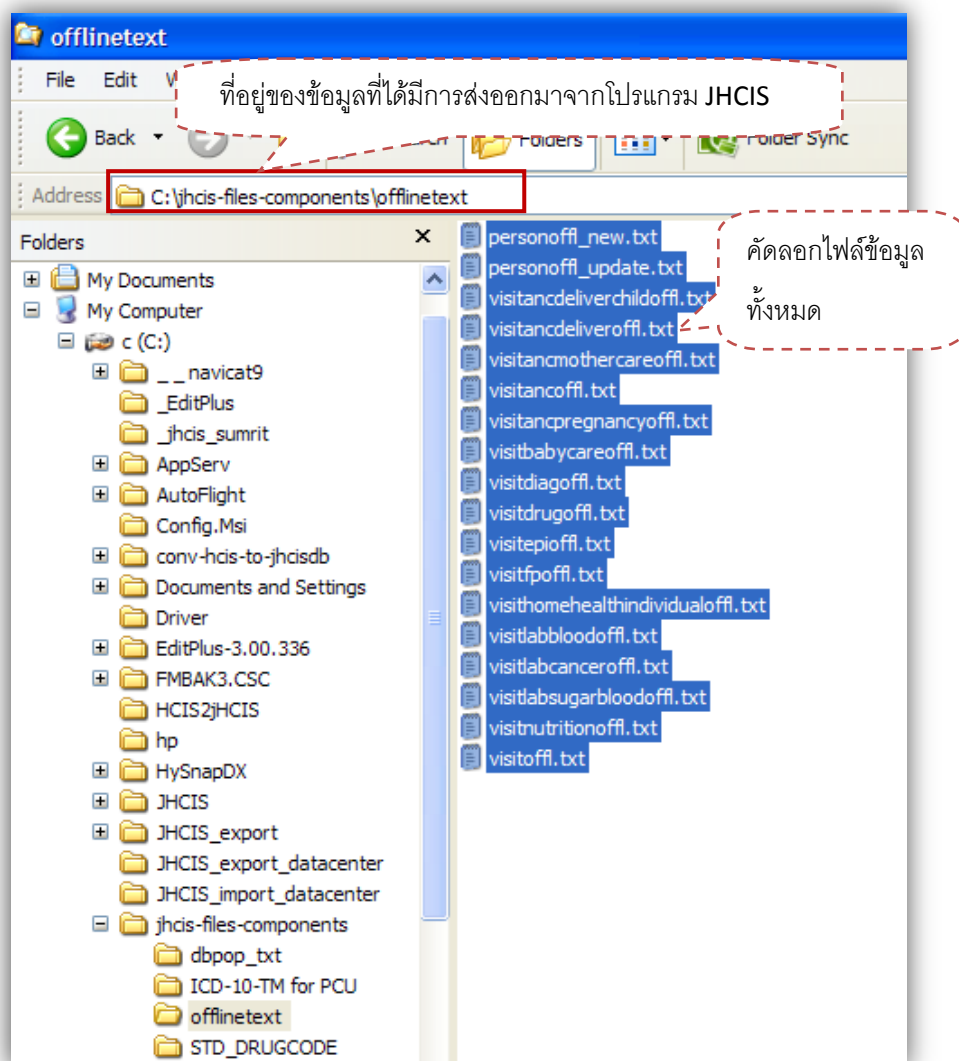 offlinetext
File Edit
ที่อยู่ของข้อมูลที่ได้มีการส่งออกมาจากโปรแกรม JHCIS
Back Folders Folder Sync
Address C:\jhcis-files-components\offlinetext
Folders
My Documents
My Computer
c (C:)
_ _ navicat9
_EditPlus
_jhcis_sumrit
AppServ
AutoFlight
Config.Msi
conv-hcis-to-jhcisdb
Documents and Settings
Driver
EditPlus-3.00.336
FMBAK3.CSC
HCIS2jHCIS
hp
HySnapDX
JHCIS
JHCIS_export
JHCIS_export_datacenter
JHCIS_import_datacenter
jhcis-files-components
dbpop_txt
ICD-10-TM for PCU
offlinetext
STD_DRUGCODE
personoffl_new.txt
personoffl_update.txt
visitancdeliverchildoffl.txt
visitancdeliveroffl.txt
visitancmothercareoffl.txt
visitancoffl.txt
visitancpregnancyoffl.txt
visitbabycareoffl.txt
visitdiagoffl.txt
visitdrugoffl.txt
visitepioffl.txt
visitfpoffl.txt
visithomehealthindividualoffl.txt
visitlabbloodoffl.txt
visitlabcanceroffl.txt
visitlabsugarbloodoffl.txt
visitnutritionoffl.txt
visitoffl.txt
คัดลอกไฟล์ข้อมูล
ทั้งหมด